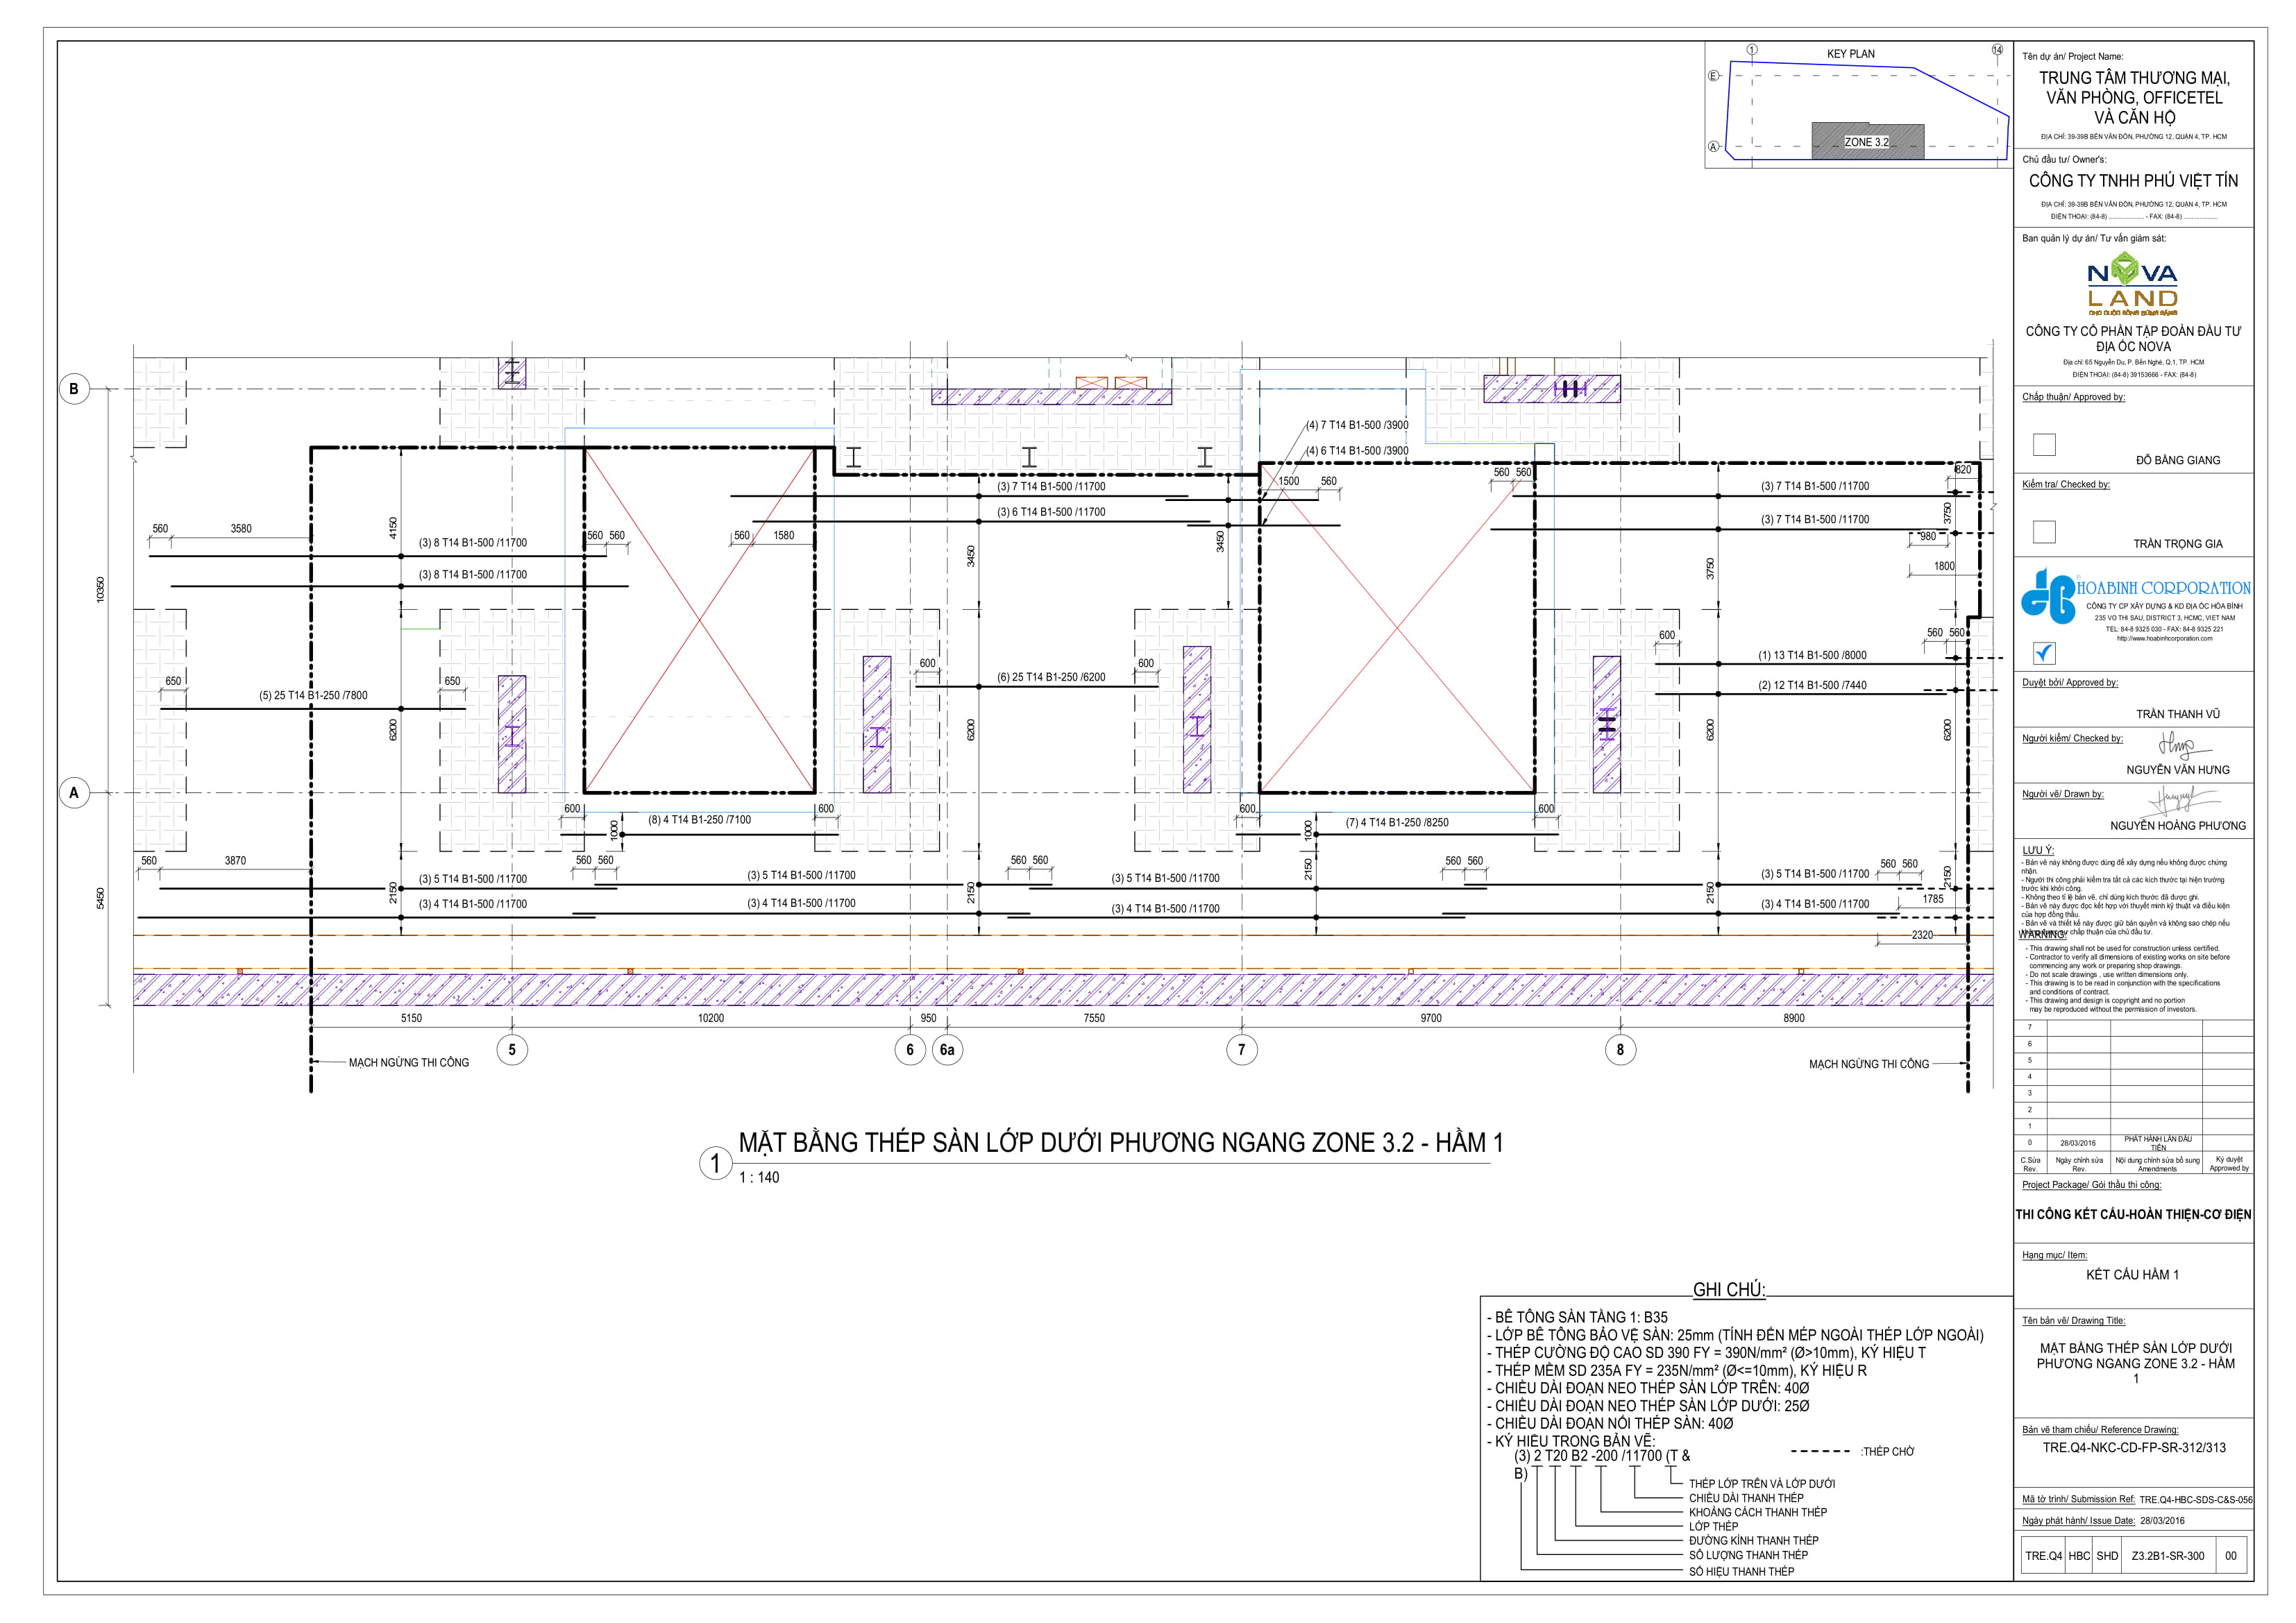 KEY PLAN
1
14
E
A
ZONE 3.2
B
A
10350
5450
(4) 7 T14 B1-500 /3900
(4) 6 T14 B1-500 /3900
560 560
820
1500
560
(3) 7 T14 B1-500 /11700
(3) 7 T14 B1-500 /11700
(3) 6 T14 B1-500 /11700
(3) 7 T14 B1-500 /11700
3750
560
3580
4150
560 560
560
1580
3450
3450
980
(3) 8 T14 B1-500 /11700
(3) 8 T14 B1-500 /11700
3750
1800
600
560 560
(1) 13 T14 B1-500 /8000
600
600
(6) 25 T14 B1-250 /6200
(2) 12 T14 B1-500 /7440
650
650
(5) 25 T14 B1-250 /7800
6200
6200
6200
6200
600
600
600
600
(8) 4 T14 B1-250 /7100
(7) 4 T14 B1-250 /8250
1000
1000
560
3870
560 560
560 560
560 560
560 560
(3) 5 T14 B1-500 /11700
(3) 5 T14 B1-500 /11700
(3) 5 T14 B1-500 /11700
(3) 5 T14 B1-500 /11700
2150
2150
2150
2150
2150
1785
(3) 4 T14 B1-500 /11700
(3) 4 T14 B1-500 /11700
(3) 4 T14 B1-500 /11700
(3) 4 T14 B1-500 /11700
2320
5150
10200
950
7550
9700
8900
5
6
6a
7
8
MẠCH NGỪNG THI CÔNG
MẠCH NGỪNG THI CÔNG
1
MẶT BẰNG THÉP SÀN LỚP DƯỚI PHƯƠNG NGANG ZONE 3.2 - HẦM 1
1 : 140
GHI CHÚ:
- BÊ TÔNG SÀN TẦNG 1: B35
- LỚP BÊ TÔNG BẢO VỆ SÀN: 25mm (TÍNH ĐẾN MÉP NGOÀI THÉP LỚP NGOÀI)
- THÉP CƯỜNG ĐỘ CAO SD 390 FY = 390N/mm² (Ø>10mm), KÝ HIỆU T
- THÉP MỀM SD 235A FY = 235N/mm² (Ø<=10mm), KÝ HIỆU R
- CHIỀU DÀI ĐOẠN NEO THÉP SÀN LỚP TRÊN: 40Ø
- CHIỀU DÀI ĐOẠN NEO THÉP SÀN LỚP DƯỚI: 25Ø
- CHIỀU DÀI ĐOẠN NỐI THÉP SÀN: 40Ø
- KÝ HIỆU TRONG BẢN VẼ:
(3) 2 T20 B2 -200 /11700 (T &
B)
:THÉP CHỜ
THÉP LỚP TRÊN VÀ LỚP DƯỚI
CHIỀU DÀI THANH THÉP
KHOẢNG CÁCH THANH THÉP
LỚP THÉP
ĐƯỜNG KÍNH THANH THÉP
SỐ LƯỢNG THANH THÉP
SỐ HIỆU THANH THÉP
Tên dự án/ Project Name:
TRUNG TÂM THƯƠNG MẠI,
VĂN PHÒNG, OFFICETEL
VÀ CĂN HỘ
ĐỊA CHỈ: 39-39B BẾN VÂN ĐỒN, PHƯỜNG 12, QUẬN 4, TP. HCM
Chủ đầu tư/ Owner's:
CÔNG TY TNHH PHÚ VIỆT TÍN
ĐỊA CHỈ: 39-39B BẾN VÂN ĐỒN, PHƯỜNG 12, QUẬN 4, TP. HCM
ĐIỆN THOẠI: (84-8) .................... - FAX: (84-8) ...................
Ban quản lý dự án/ Tư vấn giám sát:
NOVA
LAND
CÔNG TY CỔ PHẦN TẬP ĐOÀN ĐẦU TƯ
ĐỊA ỐC NOVA
Địa chỉ: 65 Nguyễn Du, P. Bến Nghé, Q.1, TP. HCM
ĐIỆN THOẠI: (84-8) 39153666 - FAX: (84-8)
Chấp thuận/ Approved by:
ĐỖ BẰNG GIANG
Kiểm tra/ Checked by:
TRẦN TRỌNG GIA
HOABINH CORPORATION
CÔNG TY CP XÂY DỰNG & KD ĐỊA ỐC HÒA BÌNH
235 VO THI SAU, DISTRICT 3, HCMC, VIET NAM
TEL: 84-8 9325 030 - FAX: 84-8 9325 221
http://www.hoabinhcorporation.com
Duyệt bởi/ Approved by:
TRẦN THANH VŨ
Người kiểm/ Checked by:
NGUYỄN VĂN HƯNG
Người vẽ/ Drawn by:
NGUYỄN HOÀNG PHƯƠNG
LƯU Ý:
- Bản vẽ này không được dùng để xây dựng nếu không được chứng
nhận.
- Người thi công phải kiểm tra tất cả các kích thước tại hiện trường
trước khi khởi công.
- Không theo tỉ lệ bản vẽ, chỉ dùng kích thước đã được ghi.
- Bản vẽ này được đọc kết hợp với thuyết minh kỹ thuật và điều kiện
của hợp đồng thầu.
- Bản vẽ và thiết kế này được giữ bản quyền và không sao chép nếu
chấp thuận của chủ đầu tư.
WARNING:
- This drawing shall not be used for construction unless certified.
- Contractor to verify all dimensions of existing works on site before
commencing any work or preparing shop drawings.
- Do not scale drawings , use written dimensions only.
- This drawing is to be read in conjunction with the specifications
and conditions of contract.
- This drawing and design is copyright and no portion
may be reproduced without the permission of investors.
7
6
5
4
3
2
1
0 28/03/2016 PHÁT HÀNH LẦN ĐẦU
TIÊN
C.Sửa Ngày chỉnh sửa Nội dung chỉnh sửa bổ sung Ký duyệt
Rev. Rev. Amendments Approved by
Project Package/ Gói thầu thi công:
THI CÔNG KẾT CẤU-HOÀN THIỆN-CƠ ĐIỆN
Hạng mục/ Item:
KẾT CẤU HẦM 1
Tên bản vẽ/ Drawing Title:
MẶT BẰNG THÉP SÀN LỚP DƯỚI
PHƯƠNG NGANG ZONE 3.2 - HẦM
1
Bản vẽ tham chiếu/ Reference Drawing:
TRE.Q4-NKC-CD-FP-SR-312/313
Mã tờ trình/ Submission Ref: TRE.Q4-HBC-SDS-C&S-056
Ngày phát hành/ Issue Date: 28/03/2016
TRE.Q4 HBC SHD Z3.2B1-SR-300 00